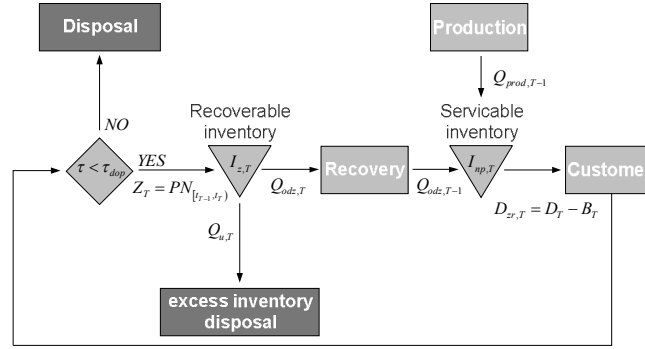 Disposal
Production
Q_{prod,T-1}
NO
Recoverable
inventory
Servicable
inventory
τ < τ_{dop}
YES
I_{z,T}
Recovery
I_{np,T}
Custome
Z_T = PN_{[t_{T-1}, t_T)}
Q_{odz,T}
Q_{odz,T-1}
D_{zr,T} = D_T − B_T
Q_{u,T}
excess inventory
disposal